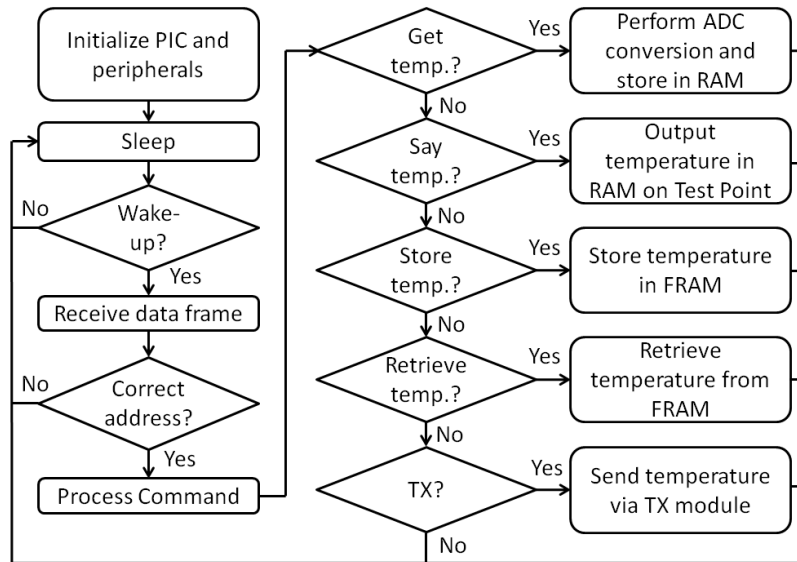 Initialize PIC and
peripherals
Sleep
No
Wake-
up?
Yes
Receive data frame
No
Correct
address?
Yes
Process Command
Get
temp.?
Yes
Perform ADC
conversion and
store in RAM
No
Say
temp.?
Yes
Output
temperature in
RAM on Test Point
No
Store
temp.?
Yes
Store temperature
in FRAM
No
Retrieve
temp.?
Yes
Retrieve
temperature from
FRAM
No
TX?
Yes
Send temperature
via TX module
No